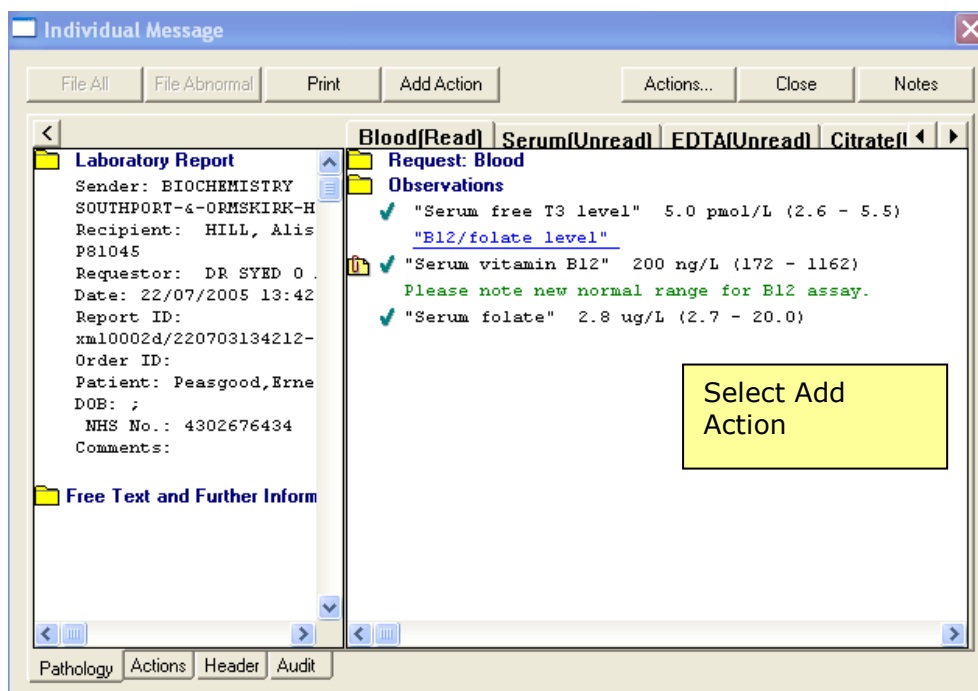 Individual Message
File All File Abnormal Print Add Action Actions... Close Notes
Blood(Read) Serum(Unread) EDTA(Unread)
Laboratory Report
Sender: BIOCHEMISTRY
SOUTHPORT-&-ORMSKIRK-H
Recipient: HILL, Alis
P81045
Requestor: DR SYED O
Date: 22/07/2005 13:42
Report ID:
xml0002d/220703134212-
Order ID:
Patient: Peasgood,Erne
DOB: ;
NHS No.: 4302676434
Comments:
Free Text and Further Inform
Request: Blood
Observations
"Serum free T3 level" 5.0 pmol/L (2.6 - 5.5)
"B12/folate level"
"Serum vitamin B12" 200 ng/L (172 - 1162)
Please note new normal range for B12 assay.
"Serum folate" 2.8 ug/L (2.7 - 20.0)
Select Add
Action
Pathology Actions Header Audit